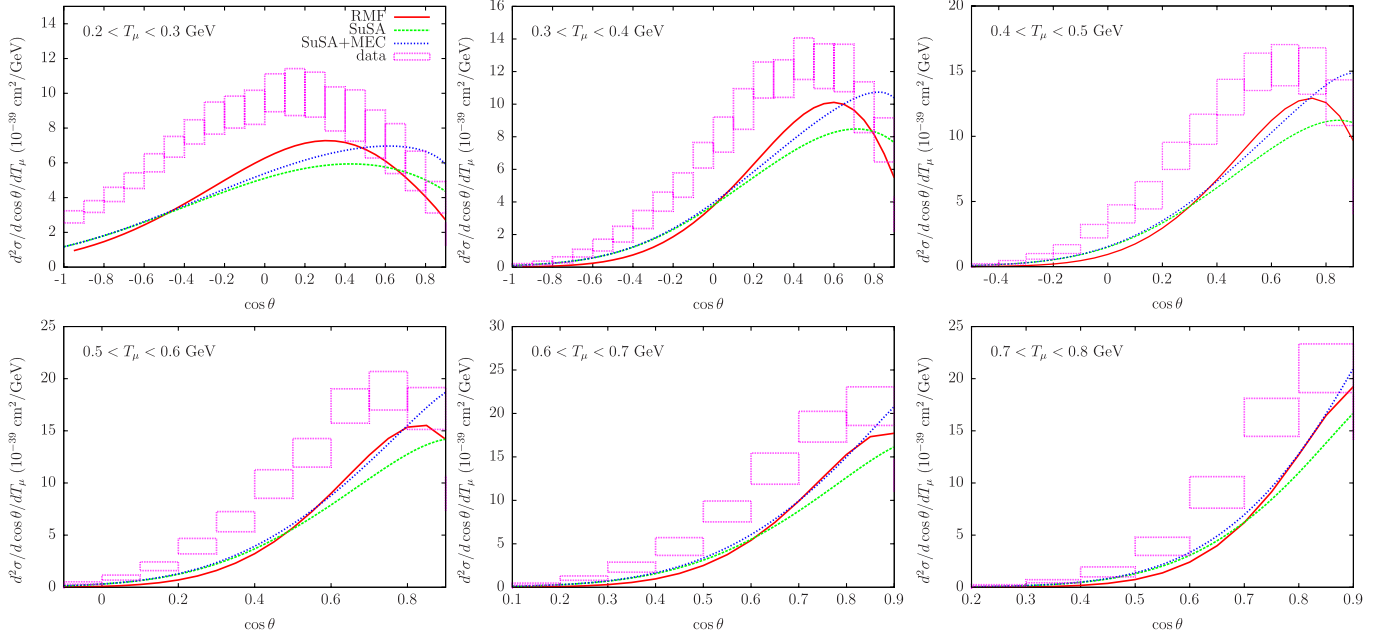 RMF
SuSA
SuSA+MEC
data
0.2 < T_μ < 0.3 GeV
d²σ/d cos θ/dT_μ (10⁻³⁹ cm²/GeV)
0 2 4 6 8 10 12 14
-1 -0.8 -0.6 -0.4 -0.2 0 0.2 0.4 0.6 0.8
cos θ
0.3 < T_μ < 0.4 GeV
d²σ/d cos θ/dT_μ (10⁻³⁹ cm²/GeV)
0 2 4 6 8 10 12 14 16
-1 -0.8 -0.6 -0.4 -0.2 0 0.2 0.4 0.6 0.8
cos θ
0.4 < T_μ < 0.5 GeV
d²σ/d cos θ/dT_μ (10⁻³⁹ cm²/GeV)
0 5 10 15 20
-0.4 -0.2 0 0.2 0.4 0.6 0.8
cos θ
0.5 < T_μ < 0.6 GeV
d²σ/d cos θ/dT_μ (10⁻³⁹ cm²/GeV)
0 5 10 15 20 25
0 0.2 0.4 0.6 0.8
cos θ
0.6 < T_μ < 0.7 GeV
d²σ/d cos θ/dT_μ (10⁻³⁹ cm²/GeV)
0 5 10 15 20 25 30
0.1 0.2 0.3 0.4 0.5 0.6 0.7 0.8 0.9
cos θ
0.7 < T_μ < 0.8 GeV
d²σ/d cos θ/dT_μ (10⁻³⁹ cm²/GeV)
0 5 10 15 20 25
0.2 0.3 0.4 0.5 0.6 0.7 0.8 0.9
cos θ